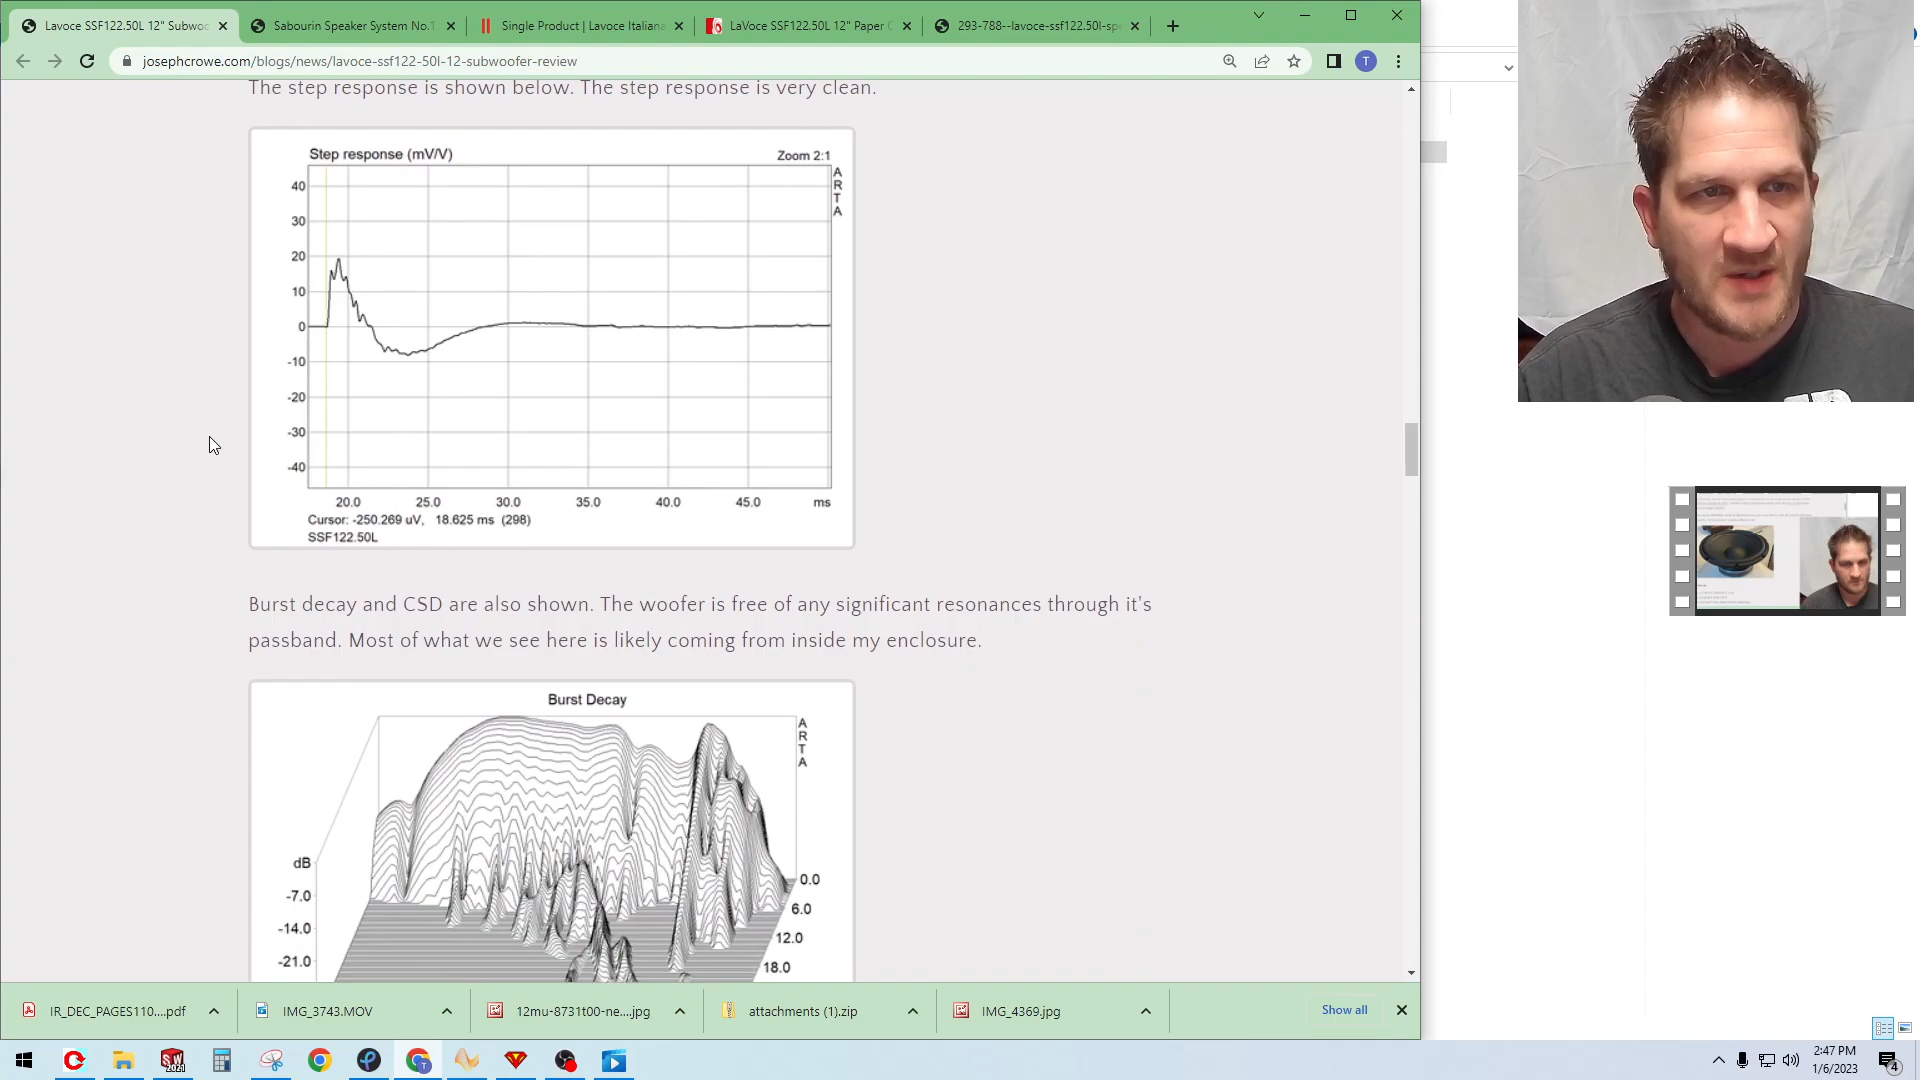 Lavoce SSF122.50L 12" Subwoo
Sabourin Speaker System No.1
Single Product | Lavoce Italiana
LaVoce SSF122.50L 12" Paper C
293-788--lavoce-ssf122.50l-spe
josephcrowe.com/blogs/news/lavoce-ssf122-50l-12-subwoofer-review
T
The step response is shown below. The step response is very clean.
Step response (mV/V)
Zoom 2:1
ARTA
40
30
20
10
0
-10
-20
-30
-40
20.0 25.0 30.0 35.0 40.0 45.0 ms
Cursor: -250.269 uV, 18.625 ms (298)
SSF122.50L
Burst decay and CSD are also shown. The woofer is free of any significant resonances through it's
passband. Most of what we see here is likely coming from inside my enclosure.
Burst Decay
ARTA
dB
-7.0
-14.0
-21.0
0.0
6.0
12.0
18.0
IR_DEC_PAGES110....pdf
IMG_3743.MOV
12mu-8731t00-ne....jpg
attachments (1).zip
IMG_4369.jpg
Show all
2:47 PM
1/6/2023
4